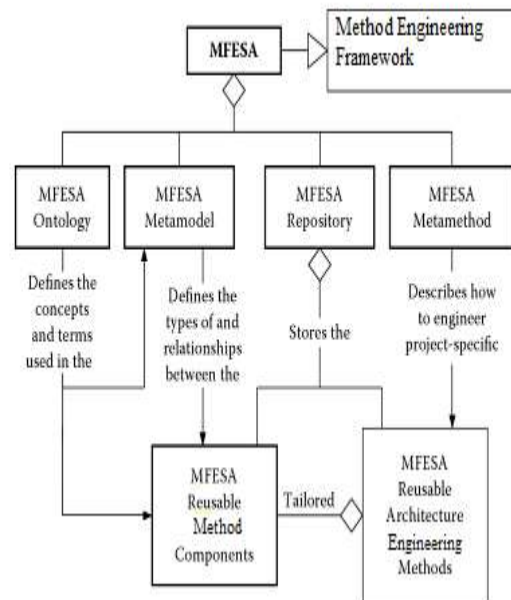 MFESA
Method Engineering
Framework
MFESA
Ontology
MFESA
Metamodel
MFESA
Repository
MFESA
Metamethod
Defines the
concepts
and terms
used in the
Defines the
types of and
relationships
between the
Stores the
Describes how
to engineer
project-specific
MFESA
Reusable
Method
Components
Tailored
MFESA
Reusable
Architecture
Engineering
Methods